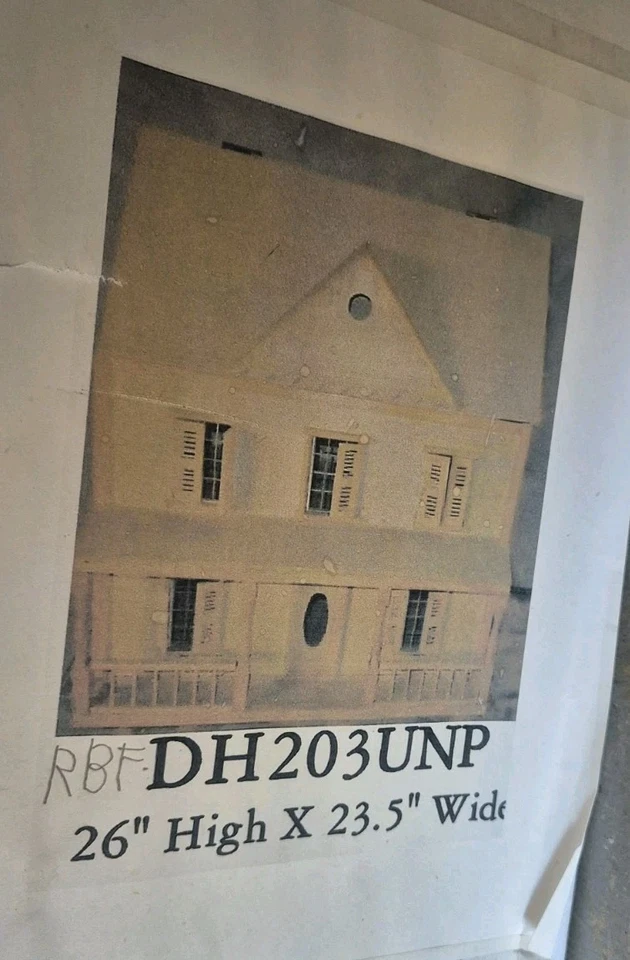 RBF-DH203UNP
26" High X 23.5" Wide